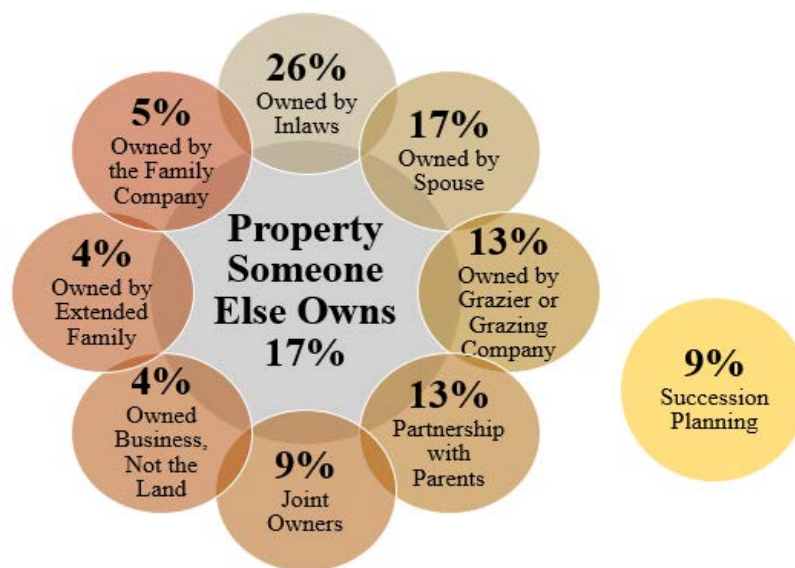 26%
Owned by
Inlaws
17%
Owned by
Spouse
13%
Owned by
Grazier or
Grazing
Company
13%
Partnership
with
Parents
9%
Joint
Owners
4%
Owned
Business,
Not the
Land
4%
Owned by
Extended
Family
5%
Owned by
the Family
Company
Property
Someone
Else Owns
17%
9%
Succession
Planning